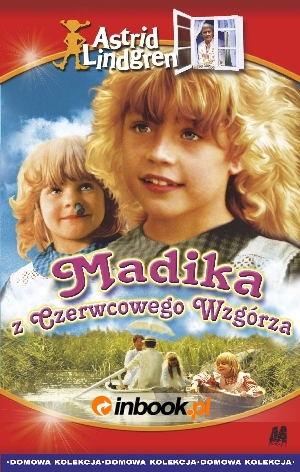 Astrid
Lindgren
Madika
z Czerwcowego Wzgórza
inbook.pl
·DOMOWA KOLEKCJA·DOMOWA KOLEKCJA·DOMOWA KOLEKCJA·